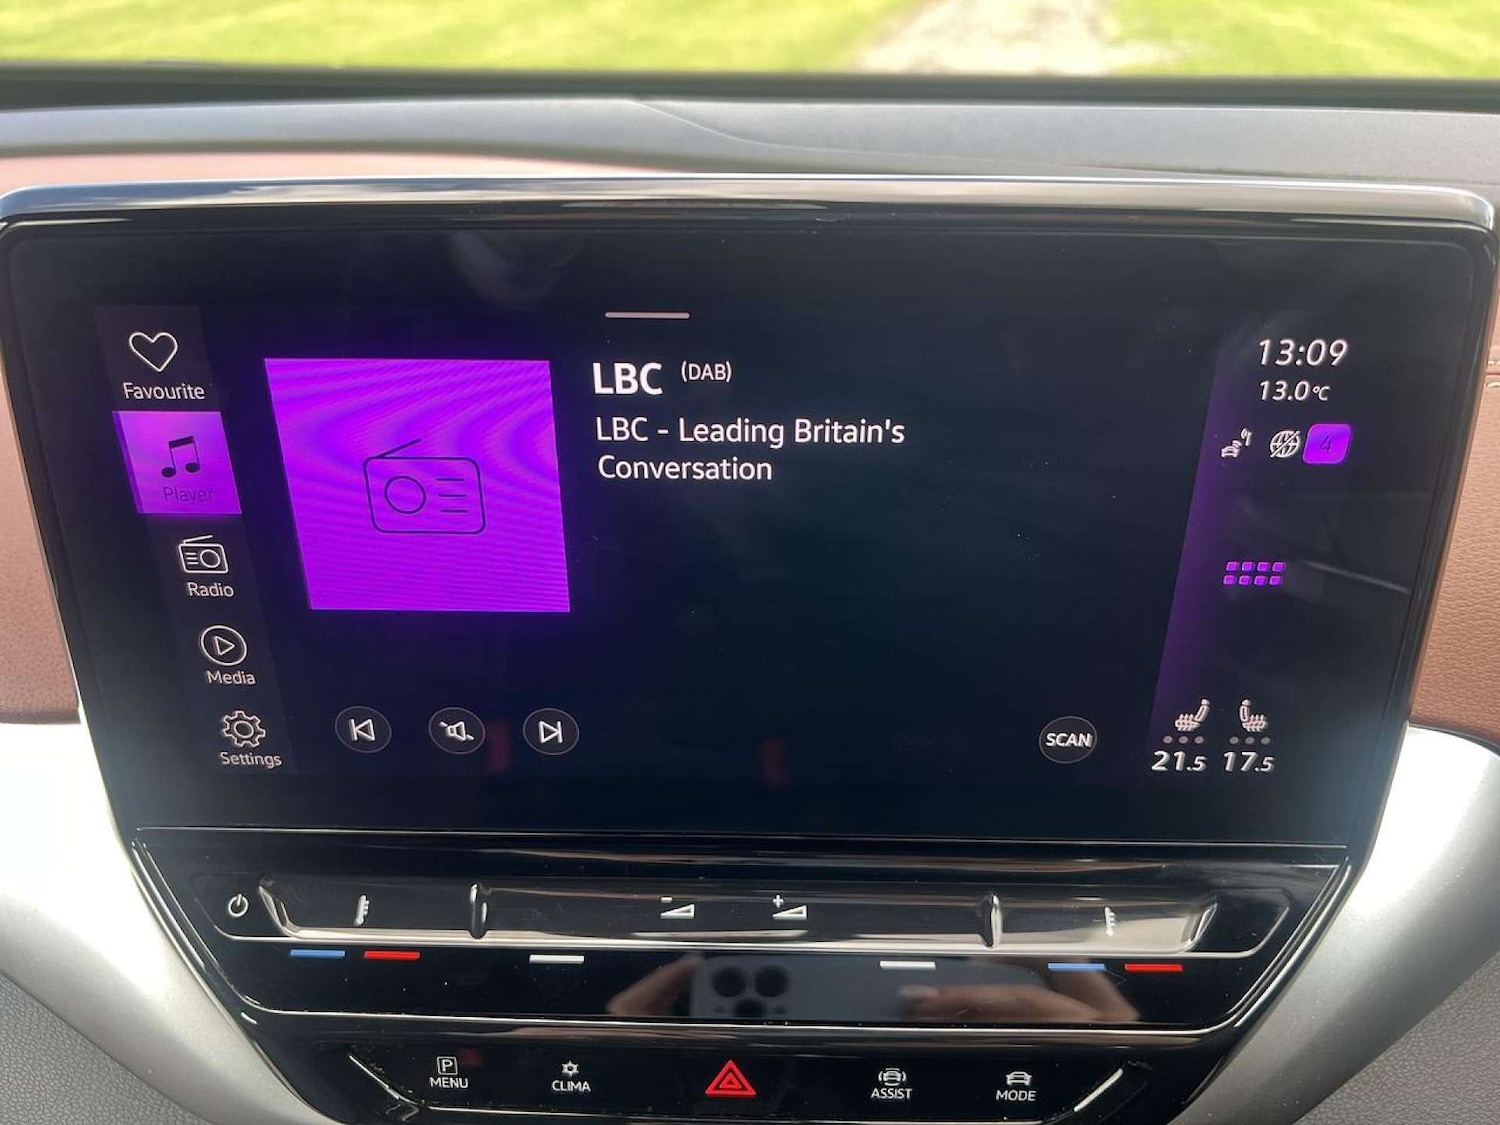 Favourite
Player
Radio
Media
Settings
LBC (DAB)
LBC - Leading Britain's
Conversation
SCAN
13:09
13.0°C
4
21.5 17.5
- +
P
MENU
CLIMA
ASSIST
MODE